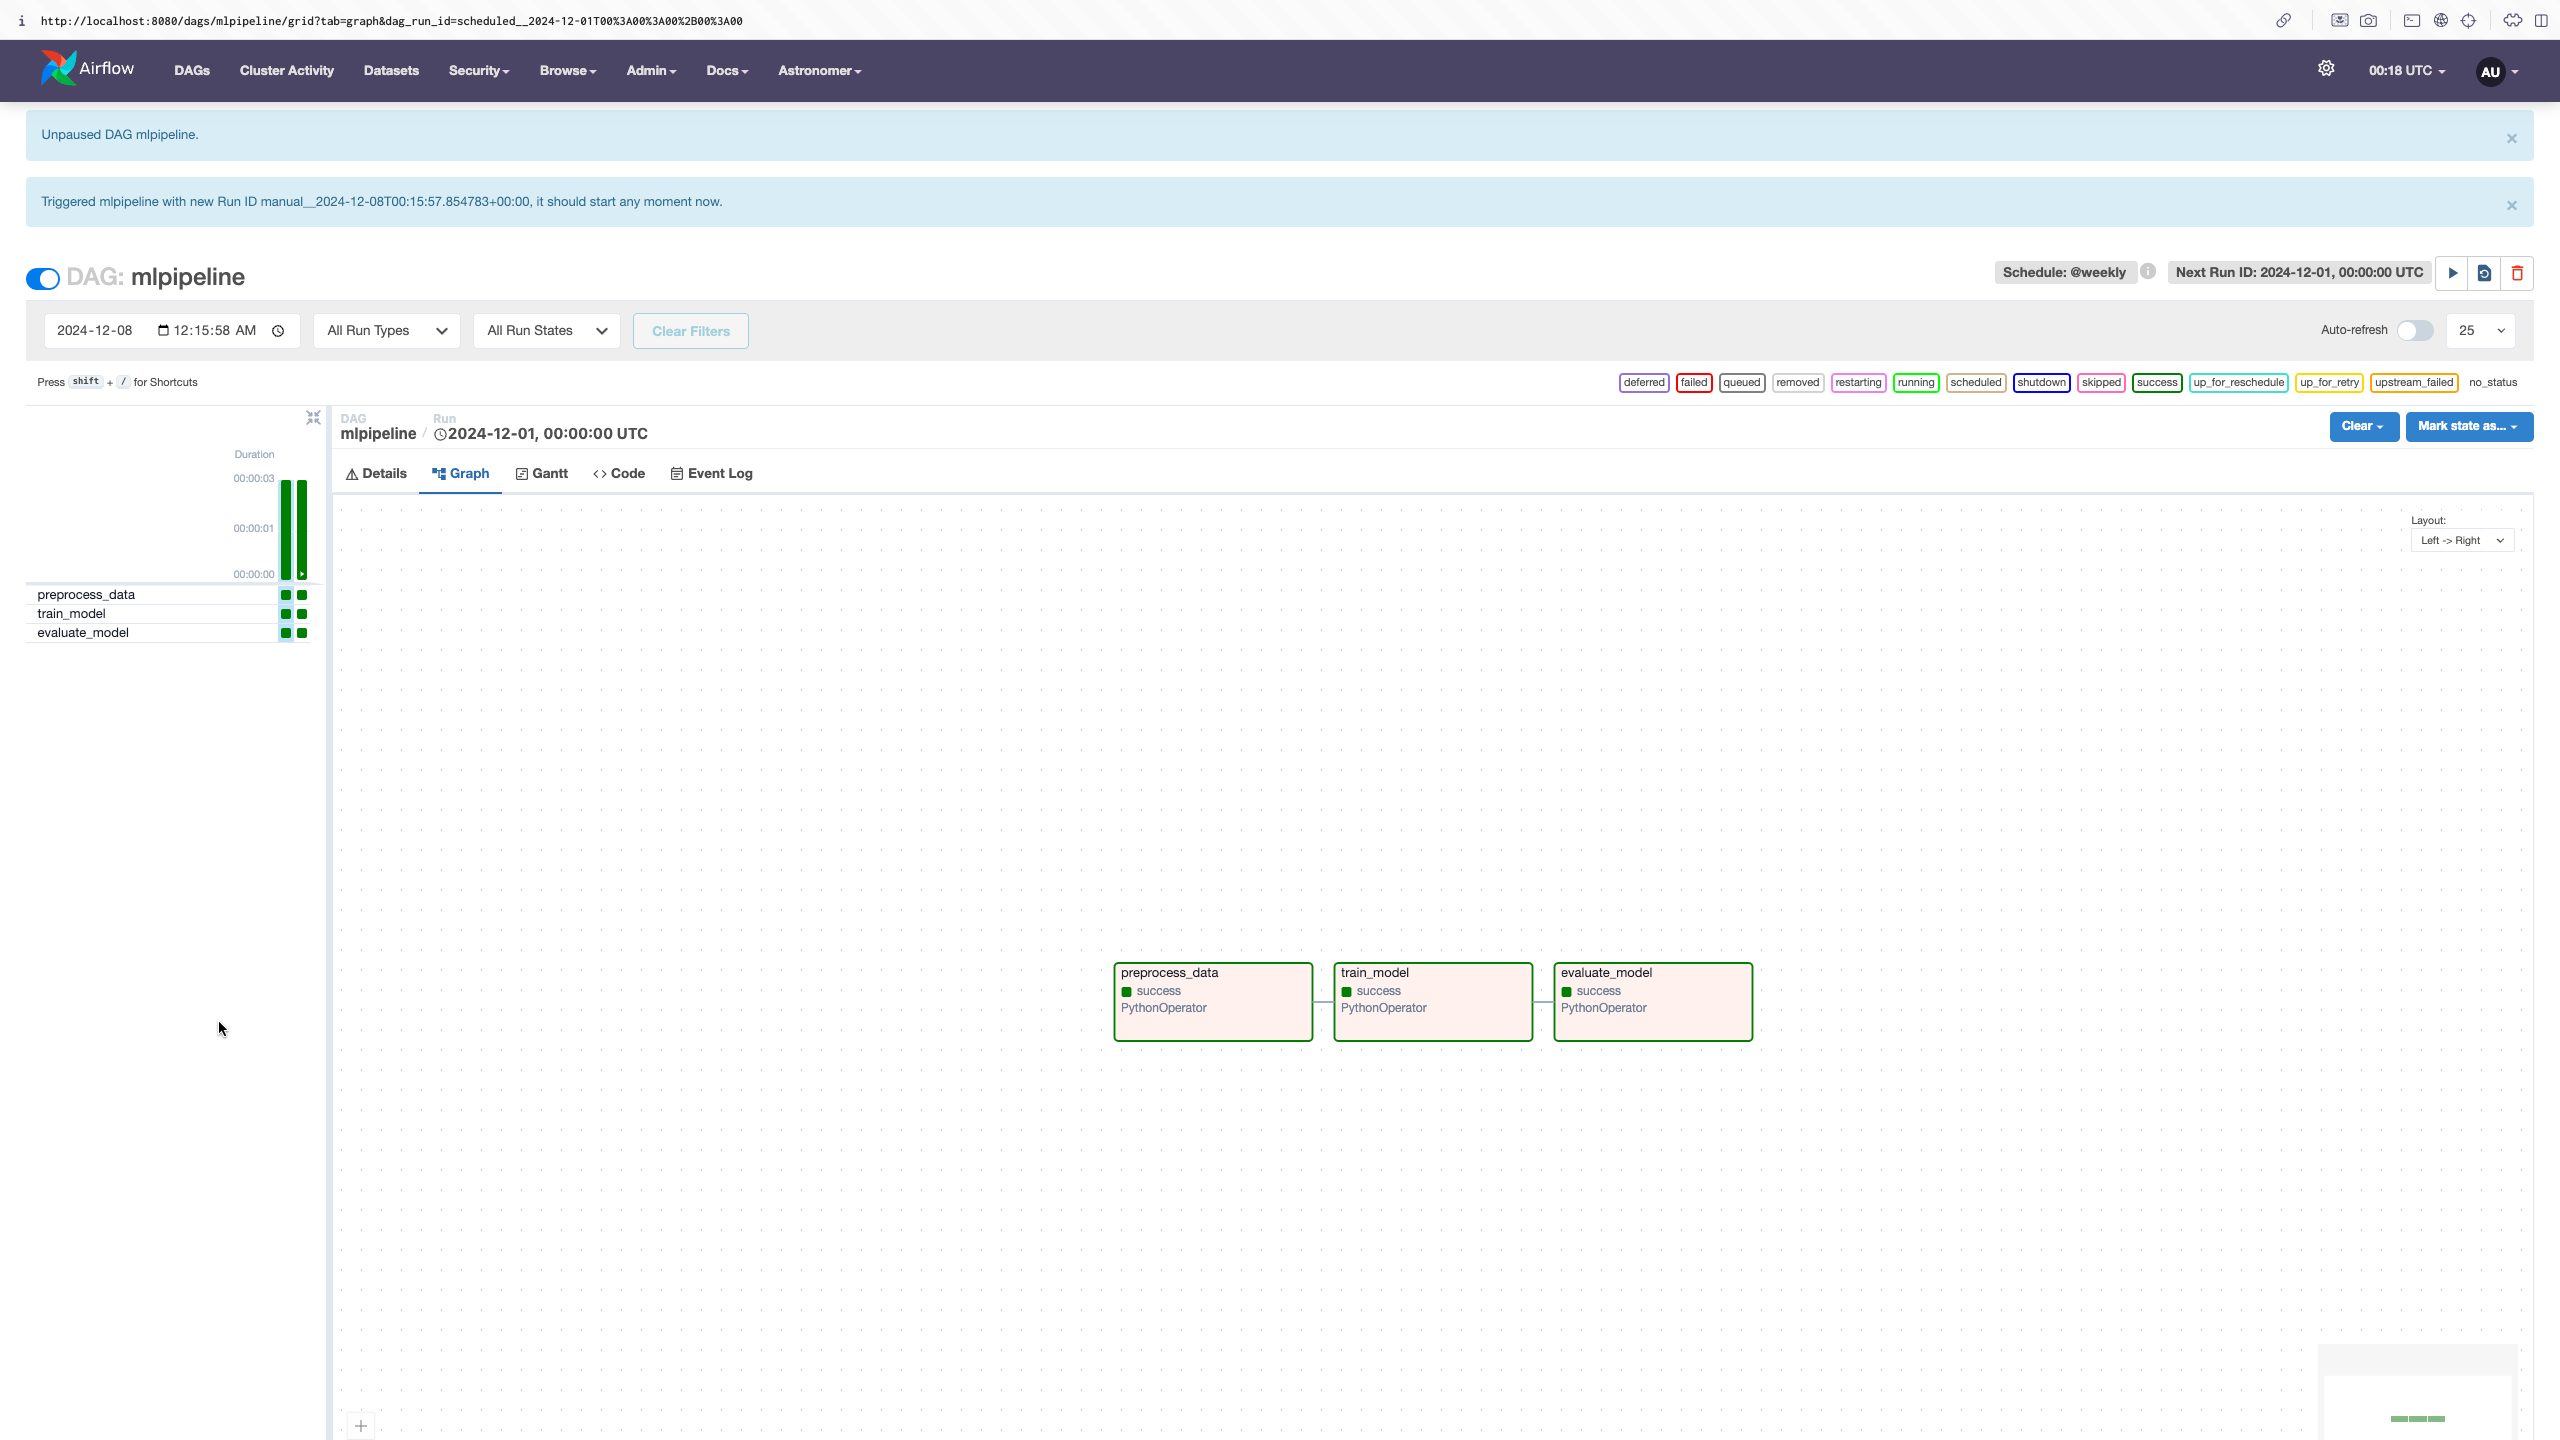 http://localhost:8080/dags/mlpipeline/grid?tab=graph&dag_run_id=scheduled__2024-12-01T00%3A00%3A00%2B00%3A00
Airflow DAGs Cluster Activity Datasets Security Browse Admin Docs Astronomer 00:18 UTC AU
Unpaused DAG mlpipeline.
×
Triggered mlpipeline with new Run ID manual__2024-12-08T00:15:57.854783+00:00, it should start any moment now.
×
DAG: mlpipeline
Schedule: @weekly Next Run ID: 2024-12-01, 00:00:00 UTC
2024-12-08 12:15:58 AM All Run Types All Run States Clear Filters Auto-refresh 25
Press shift + / for Shortcuts
deferred failed queued removed restarting running scheduled shutdown skipped success up_for_reschedule up_for_retry upstream_failed no_status
DAG Run
mlpipeline / 2024-12-01, 00:00:00 UTC
Clear Mark state as...
Details Graph Gantt Code Event Log
Duration
00:00:03
00:00:01
00:00:00
preprocess_data
train_model
evaluate_model
Layout:
Left -> Right
preprocess_data
success
PythonOperator
train_model
success
PythonOperator
evaluate_model
success
PythonOperator